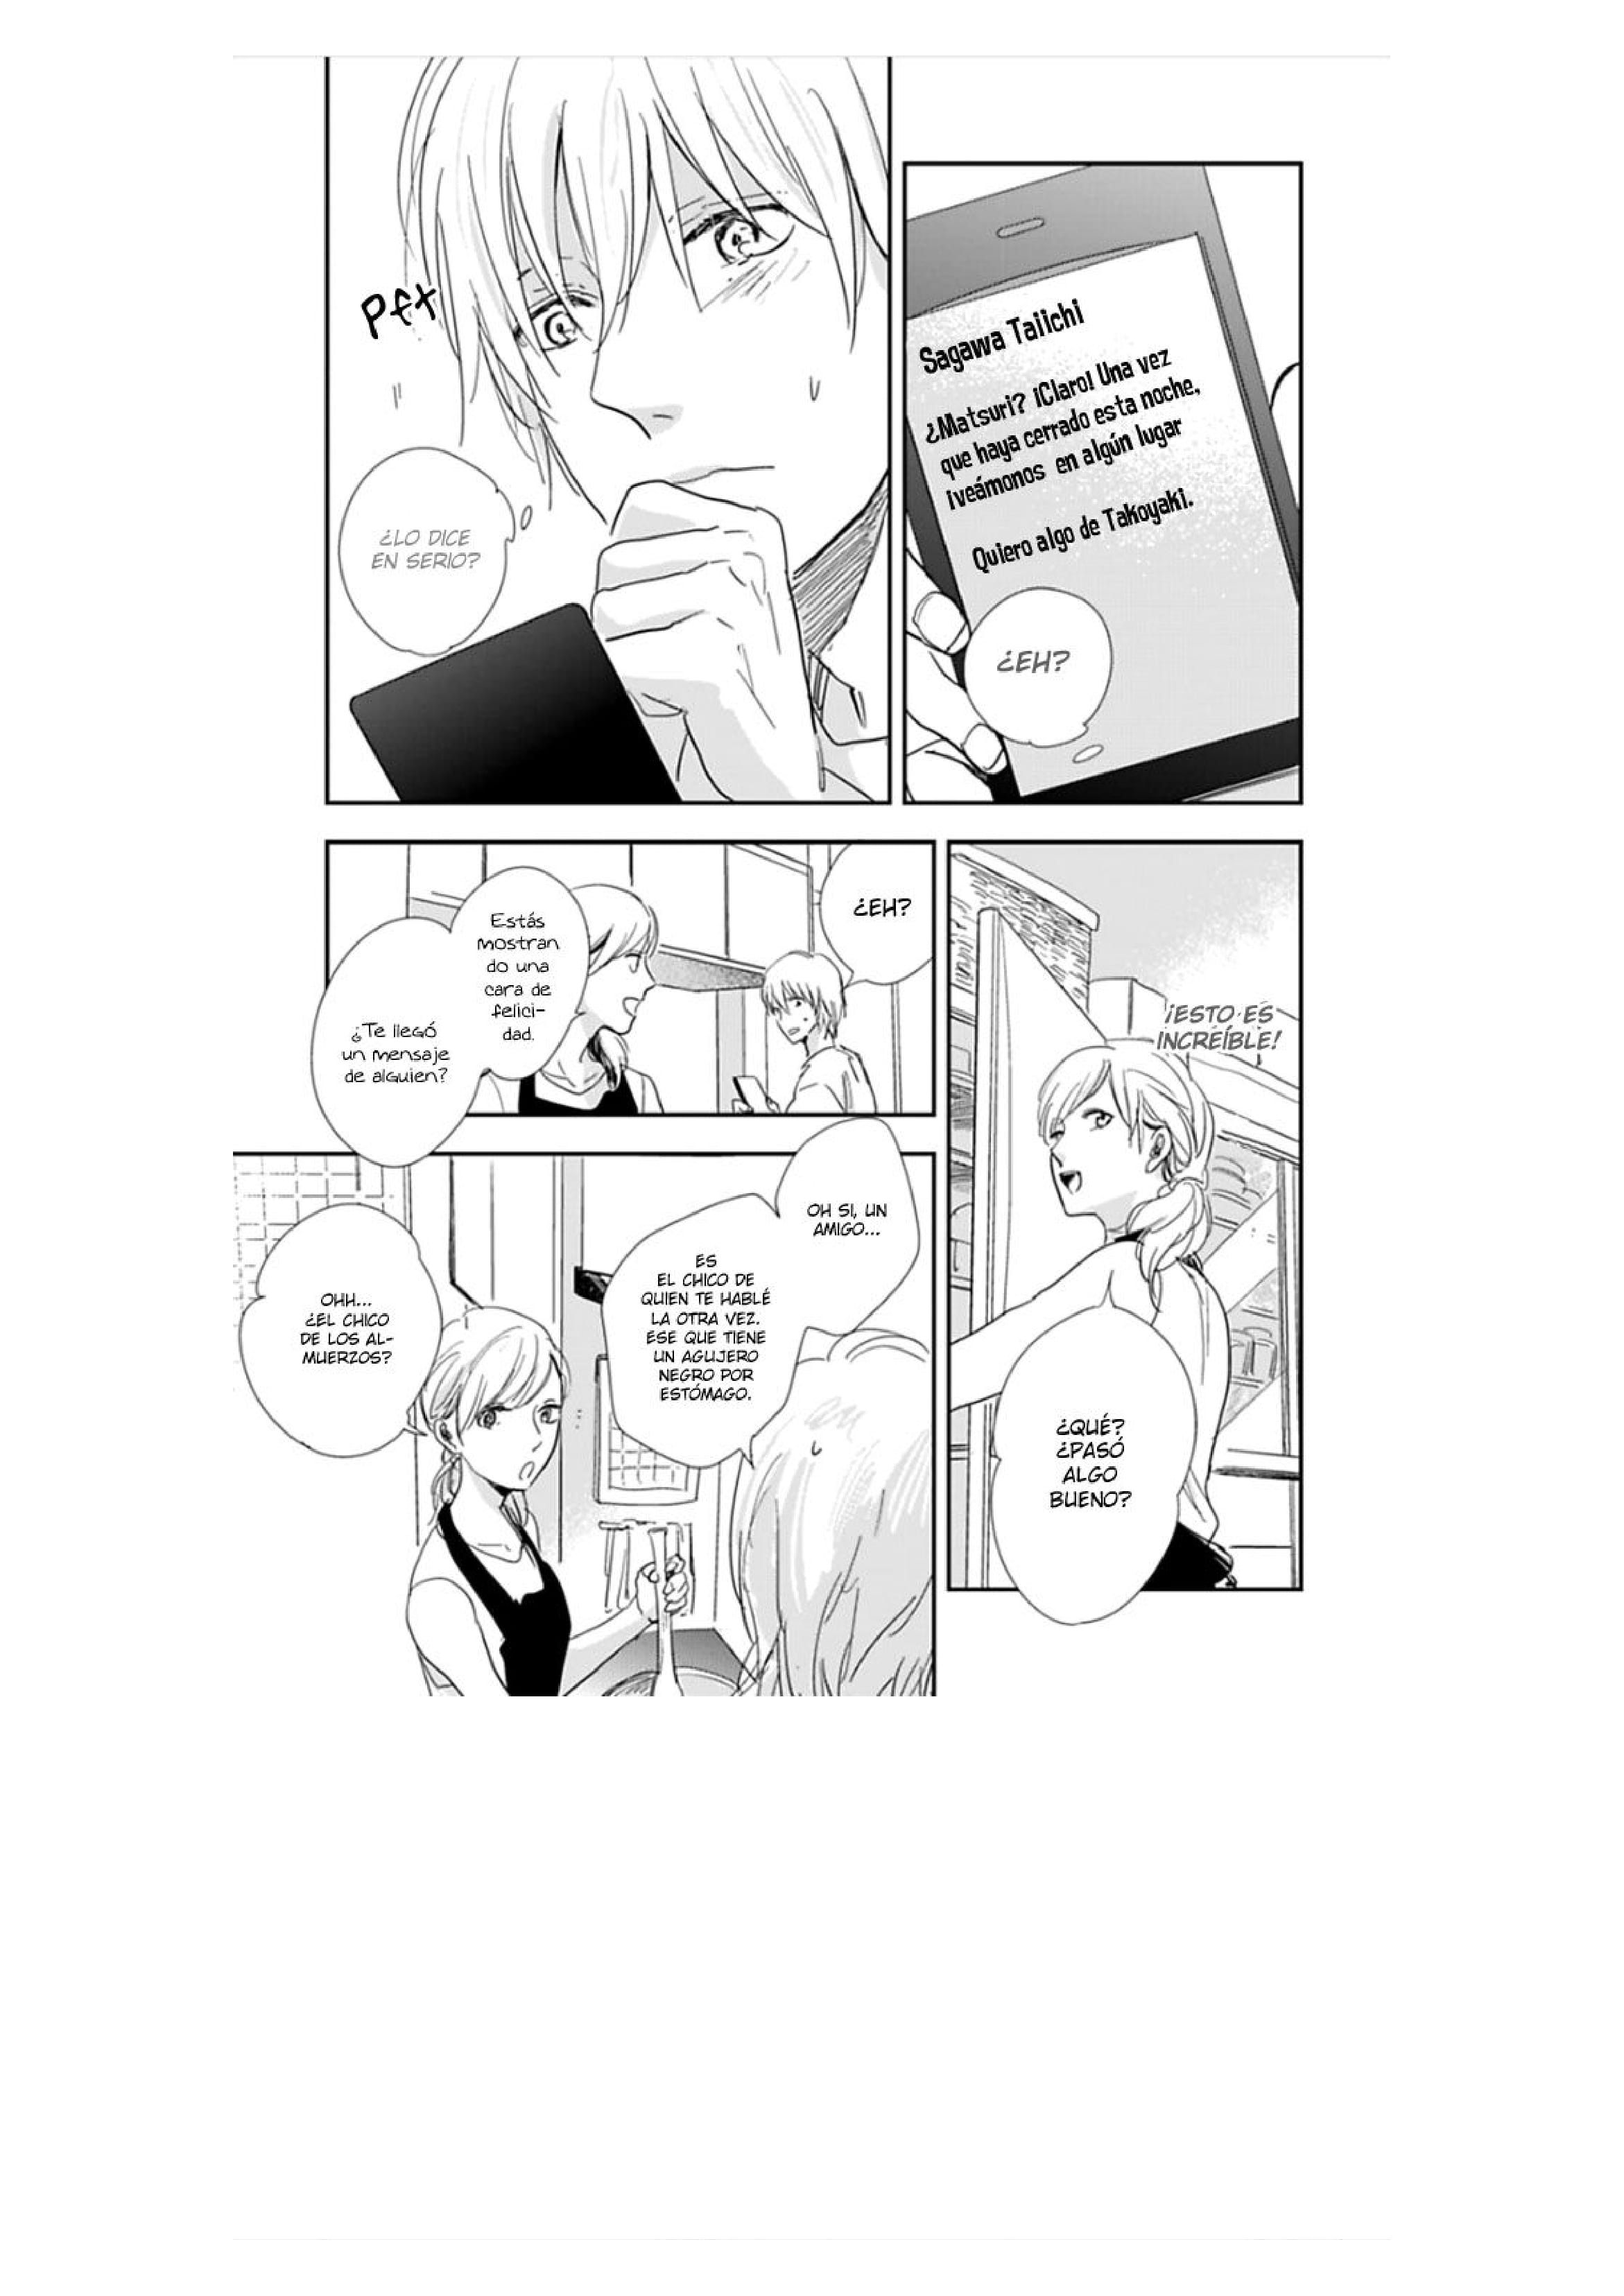 Sagawa Taiichi
¿Matsuri? ¡Claro! Una vez
que haya cerrado esta noche,
¡veámonos en algún lugar
Quiero algo de Takoyaki.
¿EH?
Pft
¿LO DICE
EN SERIO?
¡ESTO ES
INCREÍBLE!
¿QUÉ?
¿PASÓ
ALGO
BUENO?
¿EH?
Estás
mostran
do una
cara de
felici-
dad.
¿Te llegó
un mensaje
de alguien?
OH SI, UN
AMIGO...
ES
EL CHICO DE
QUIEN TE HABLÉ
LA OTRA VEZ.
ESE QUE TIENE
UN AGUJERO
NEGRO POR
ESTÓMAGO.
OHH...
¿EL CHICO
DE LOS AL-
MUERZOS?